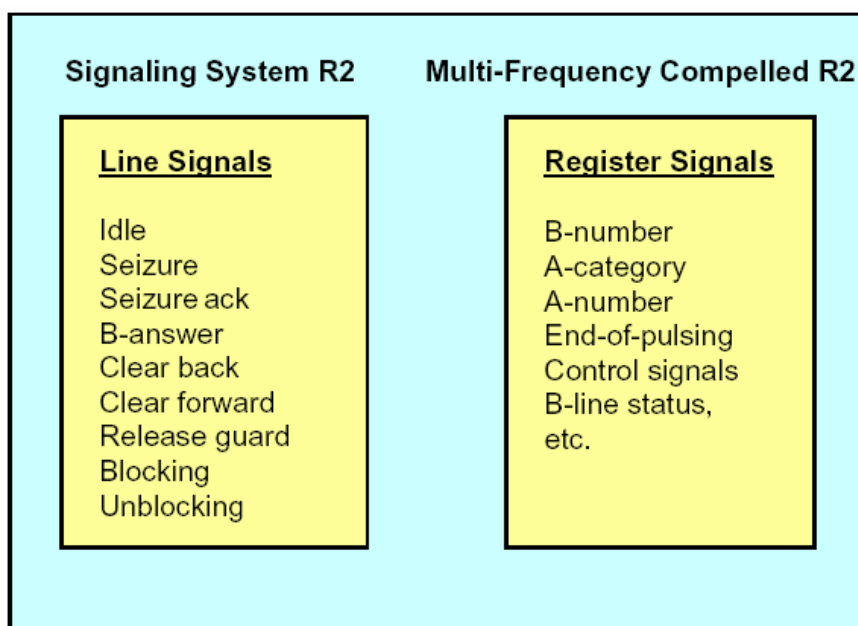 Signaling System R2
Multi-Frequency Compelled R2
Line Signals
Idle
Seizure
Seizure ack
B-answer
Clear back
Clear forward
Release guard
Blocking
Unblocking
Register Signals
B-number
A-category
A-number
End-of-pulsing
Control signals
B-line status,
etc.